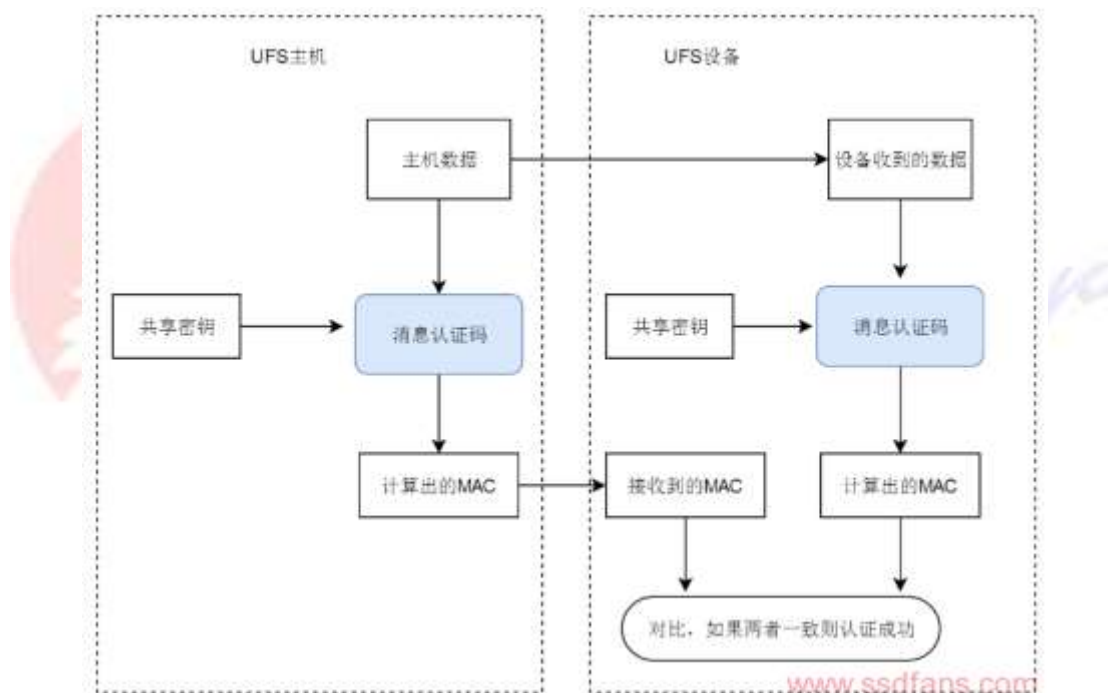 UFS主机
UFS设备
主机数据
设备收到的数据
共享密钥
消息认证码
共享密钥
消息认证码
计算出的MAC
接收到的MAC
计算出的MAC
对比，如果两者一致则认证成功
www.ssdfans.com